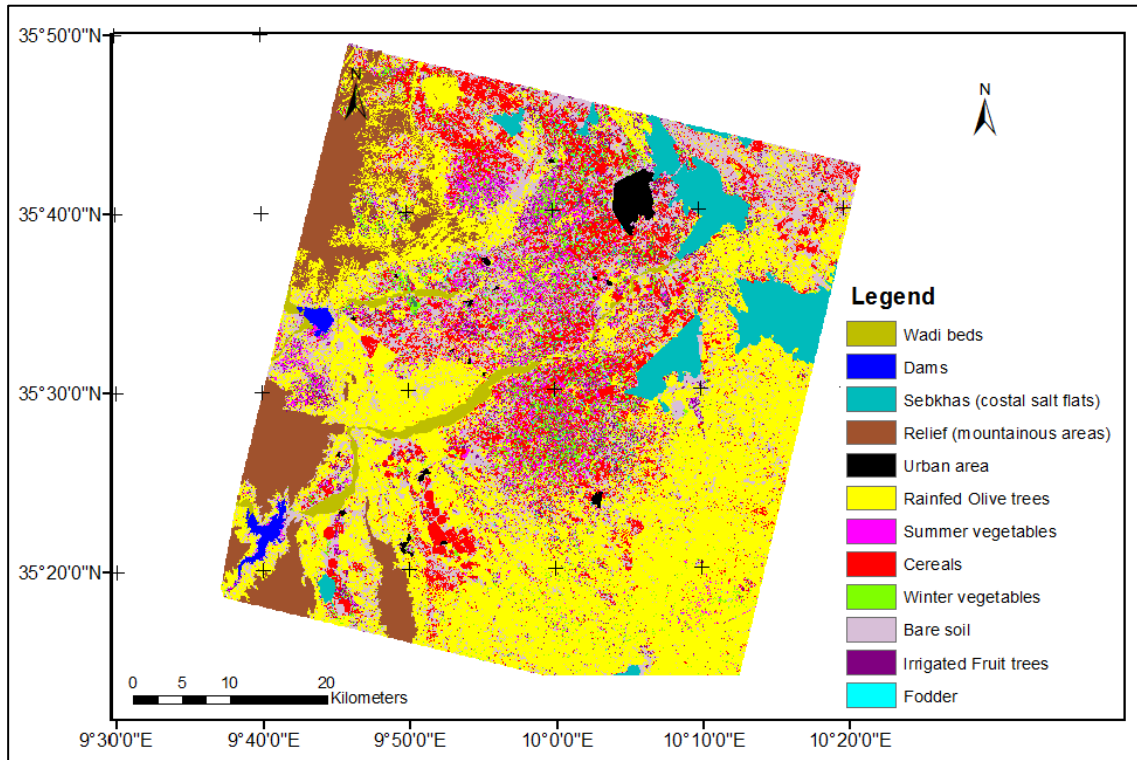 35°50'0"N
N
N
35°40'0"N
Legend
Wadi beds
Dams
35°30'0"N
Sebkhas (costal salt flats)
Relief (mountainous areas)
Urban area
Rainfed Olive trees
Summer vegetables
Cereals
35°20'0"N
Winter vegetables
Bare soil
Irrigated Fruit trees
Fodder
0 5 10 20
Kilometers
9°30'0"E 9°40'0"E 9°50'0"E 10°0'0"E 10°10'0"E 10°20'0"E